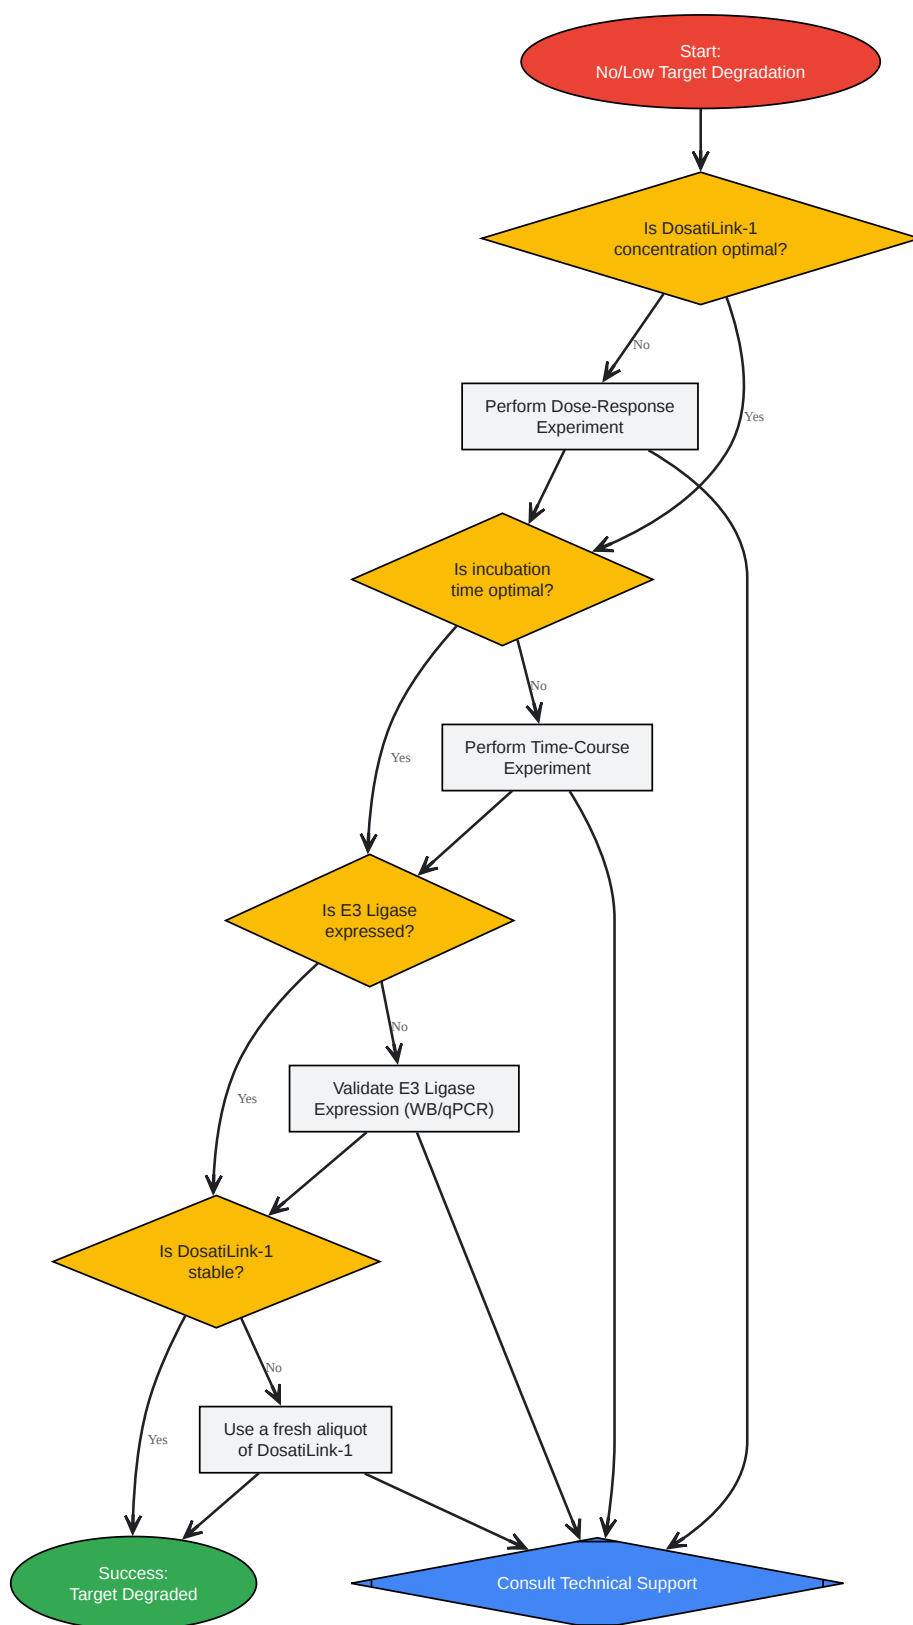 Start:
No/Low Target Degradation
Is DosatiLink-1
concentration optimal?
No
Yes
Perform Dose-Response
Experiment
Is incubation
time optimal?
No
Yes
Perform Time-Course
Experiment
Is E3 Ligase
expressed?
No
Yes
Validate E3 Ligase
Expression (WB/qPCR)
Is DosatiLink-1
stable?
No
Yes
Use a fresh aliquot
of DosatiLink-1
Success:
Target Degraded
Consult Technical Support